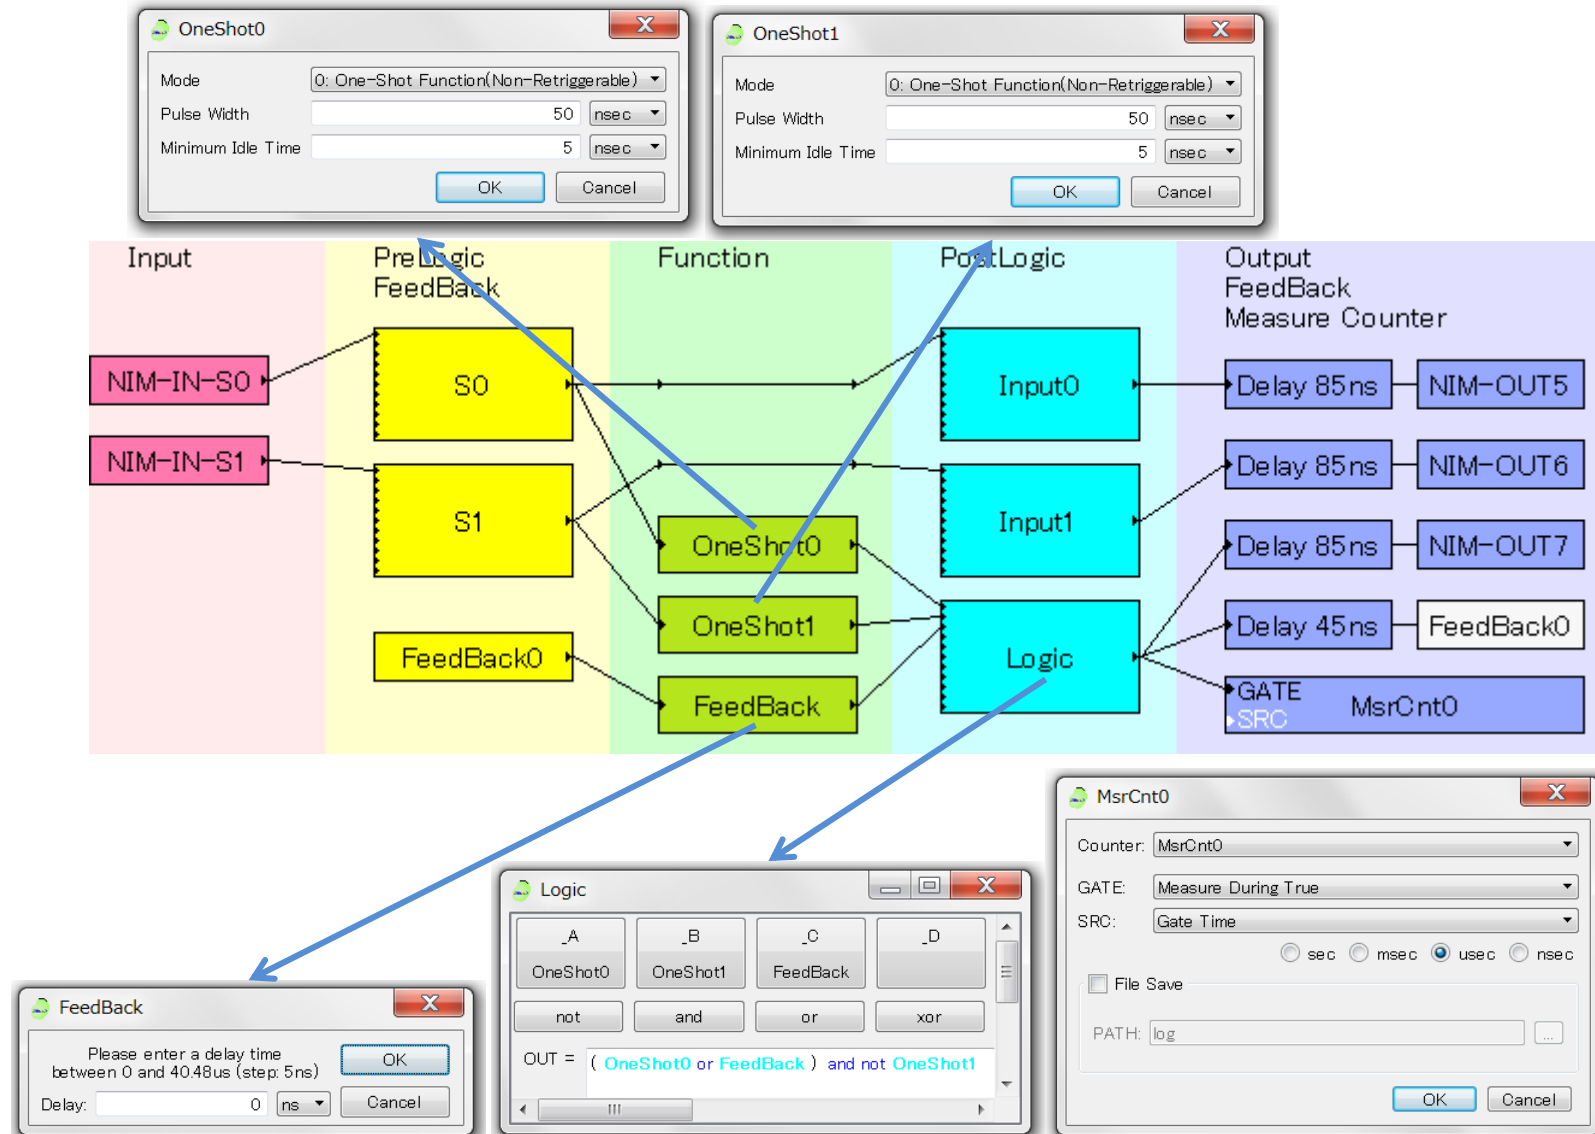 OneShot0
Mode
0: One-Shot Function(Non-Retriggerable)
Pulse Width
50
nsec
Minimum Idle Time
5
nsec
OK
Cancel
OneShot1
Mode
0: One-Shot Function(Non-Retriggerable)
Pulse Width
50
nsec
Minimum Idle Time
5
nsec
OK
Cancel
Input
PreLogic
FeedBack
Function
PostLogic
Output
FeedBack
Measure Counter
NIM-IN-S0
NIM-IN-S1
S0
S1
FeedBack0
OneShot0
OneShot1
FeedBack
Input0
Input1
Logic
Delay 85ns
NIM-OUT5
Delay 85ns
NIM-OUT6
Delay 85ns
NIM-OUT7
Delay 45ns
FeedBack0
GATE
SRC
MsrCnt0
FeedBack
Please enter a delay time
between 0 and 40.48us (step: 5ns)
OK
Delay:
0
ns
Cancel
Logic
_A
OneShot0
_B
OneShot1
_C
FeedBack
_D
not
and
or
xor
OUT = ( OneShot0 or FeedBack ) and not OneShot1
MsrCnt0
Counter:
MsrCnt0
GATE:
Measure During True
SRC:
Gate Time
sec
msec
usec
nsec
File Save
PATH:
log
...
OK
Cancel